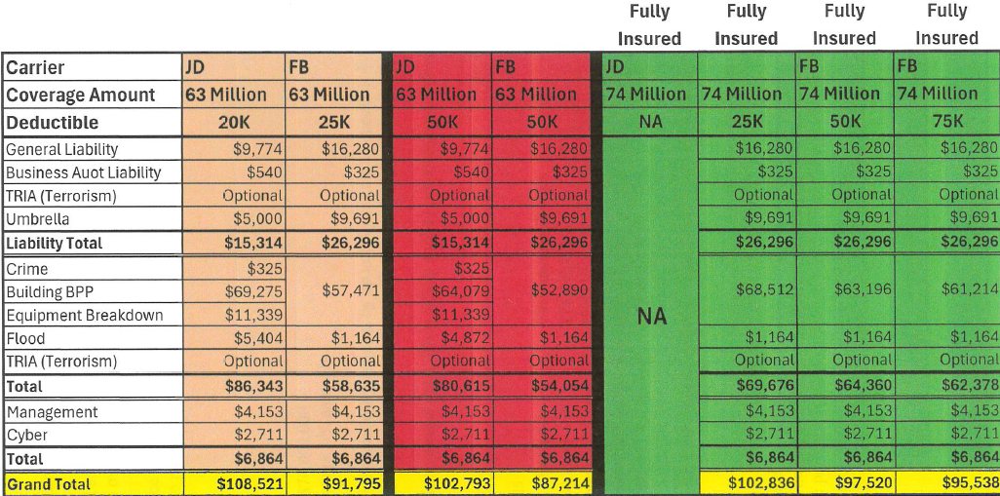 Fully Fully Fully Fully
Insured Insured Insured Insured
Carrier JD FB JD FB JD FB FB
Coverage Amount 63 Million 63 Million 63 Million 63 Million 74 Million 74 Million 74 Million 74 Million
Deductible 20K 25K 50K 50K NA 25K 50K 75K
General Liability $9,774 $16,280 $9,774 $16,280 $16,280 $16,280 $16,280
Business Auot Liability $540 $325 $540 $325 $325 $325 $325
TRIA (Terrorism) Optional Optional Optional Optional Optional Optional Optional
Umbrella $5,000 $9,691 $5,000 $9,691 $9,691 $9,691 $9,691
Liability Total $15,314 $26,296 $15,314 $26,296 $26,296 $26,296 $26,296
Crime $325 $325
Building BPP $69,275 $57,471 $64,079 $52,890 $68,512 $63,196 $61,214
Equipment Breakdown $11,339 $11,339 NA
Flood $5,404 $1,164 $4,872 $1,164 $1,164 $1,164 $1,164
TRIA (Terrorism) Optional Optional Optional Optional Optional Optional Optional
Total $86,343 $58,635 $80,615 $54,054 $69,676 $64,360 $62,378
Management $4,153 $4,153 $4,153 $4,153 $4,153 $4,153 $4,153
Cyber $2,711 $2,711 $2,711 $2,711 $2,711 $2,711 $2,711
Total $6,864 $6,864 $6,864 $6,864 $6,864 $6,864 $6,864
Grand Total $108,521 $91,795 $102,793 $87,214 $102,836 $97,520 $95,538